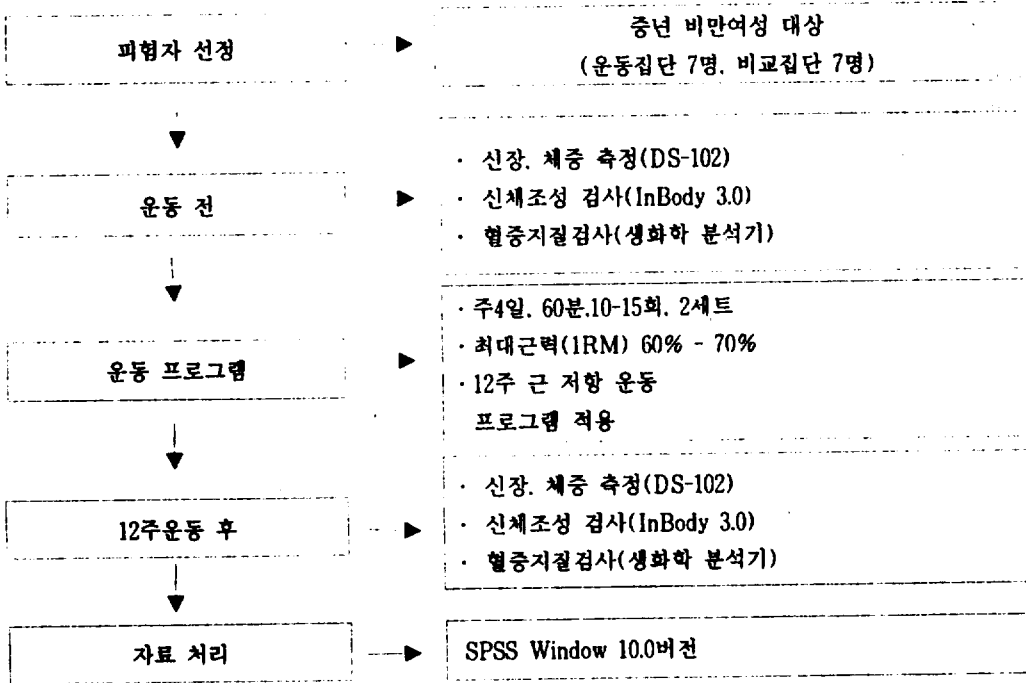 피험자 선정
중년 비만여성 대상
(운동집단 7명, 비교집단 7명)
운동 전
· 신장. 체중 측정(DS-102)
· 신체조성 검사(InBody 3.0)
· 혈중지질검사(생화학 분석기)
운동 프로그램
· 주4일, 60분.10-15회, 2세트
· 최대근력(1RM) 60% - 70%
· 12주 근 저항 운동
프로그램 적용
12주운동 후
· 신장. 체중 측정(DS-102)
· 신체조성 검사(InBody 3.0)
· 혈중지질검사(생화학 분석기)
자료 처리
SPSS Window 10.0버전